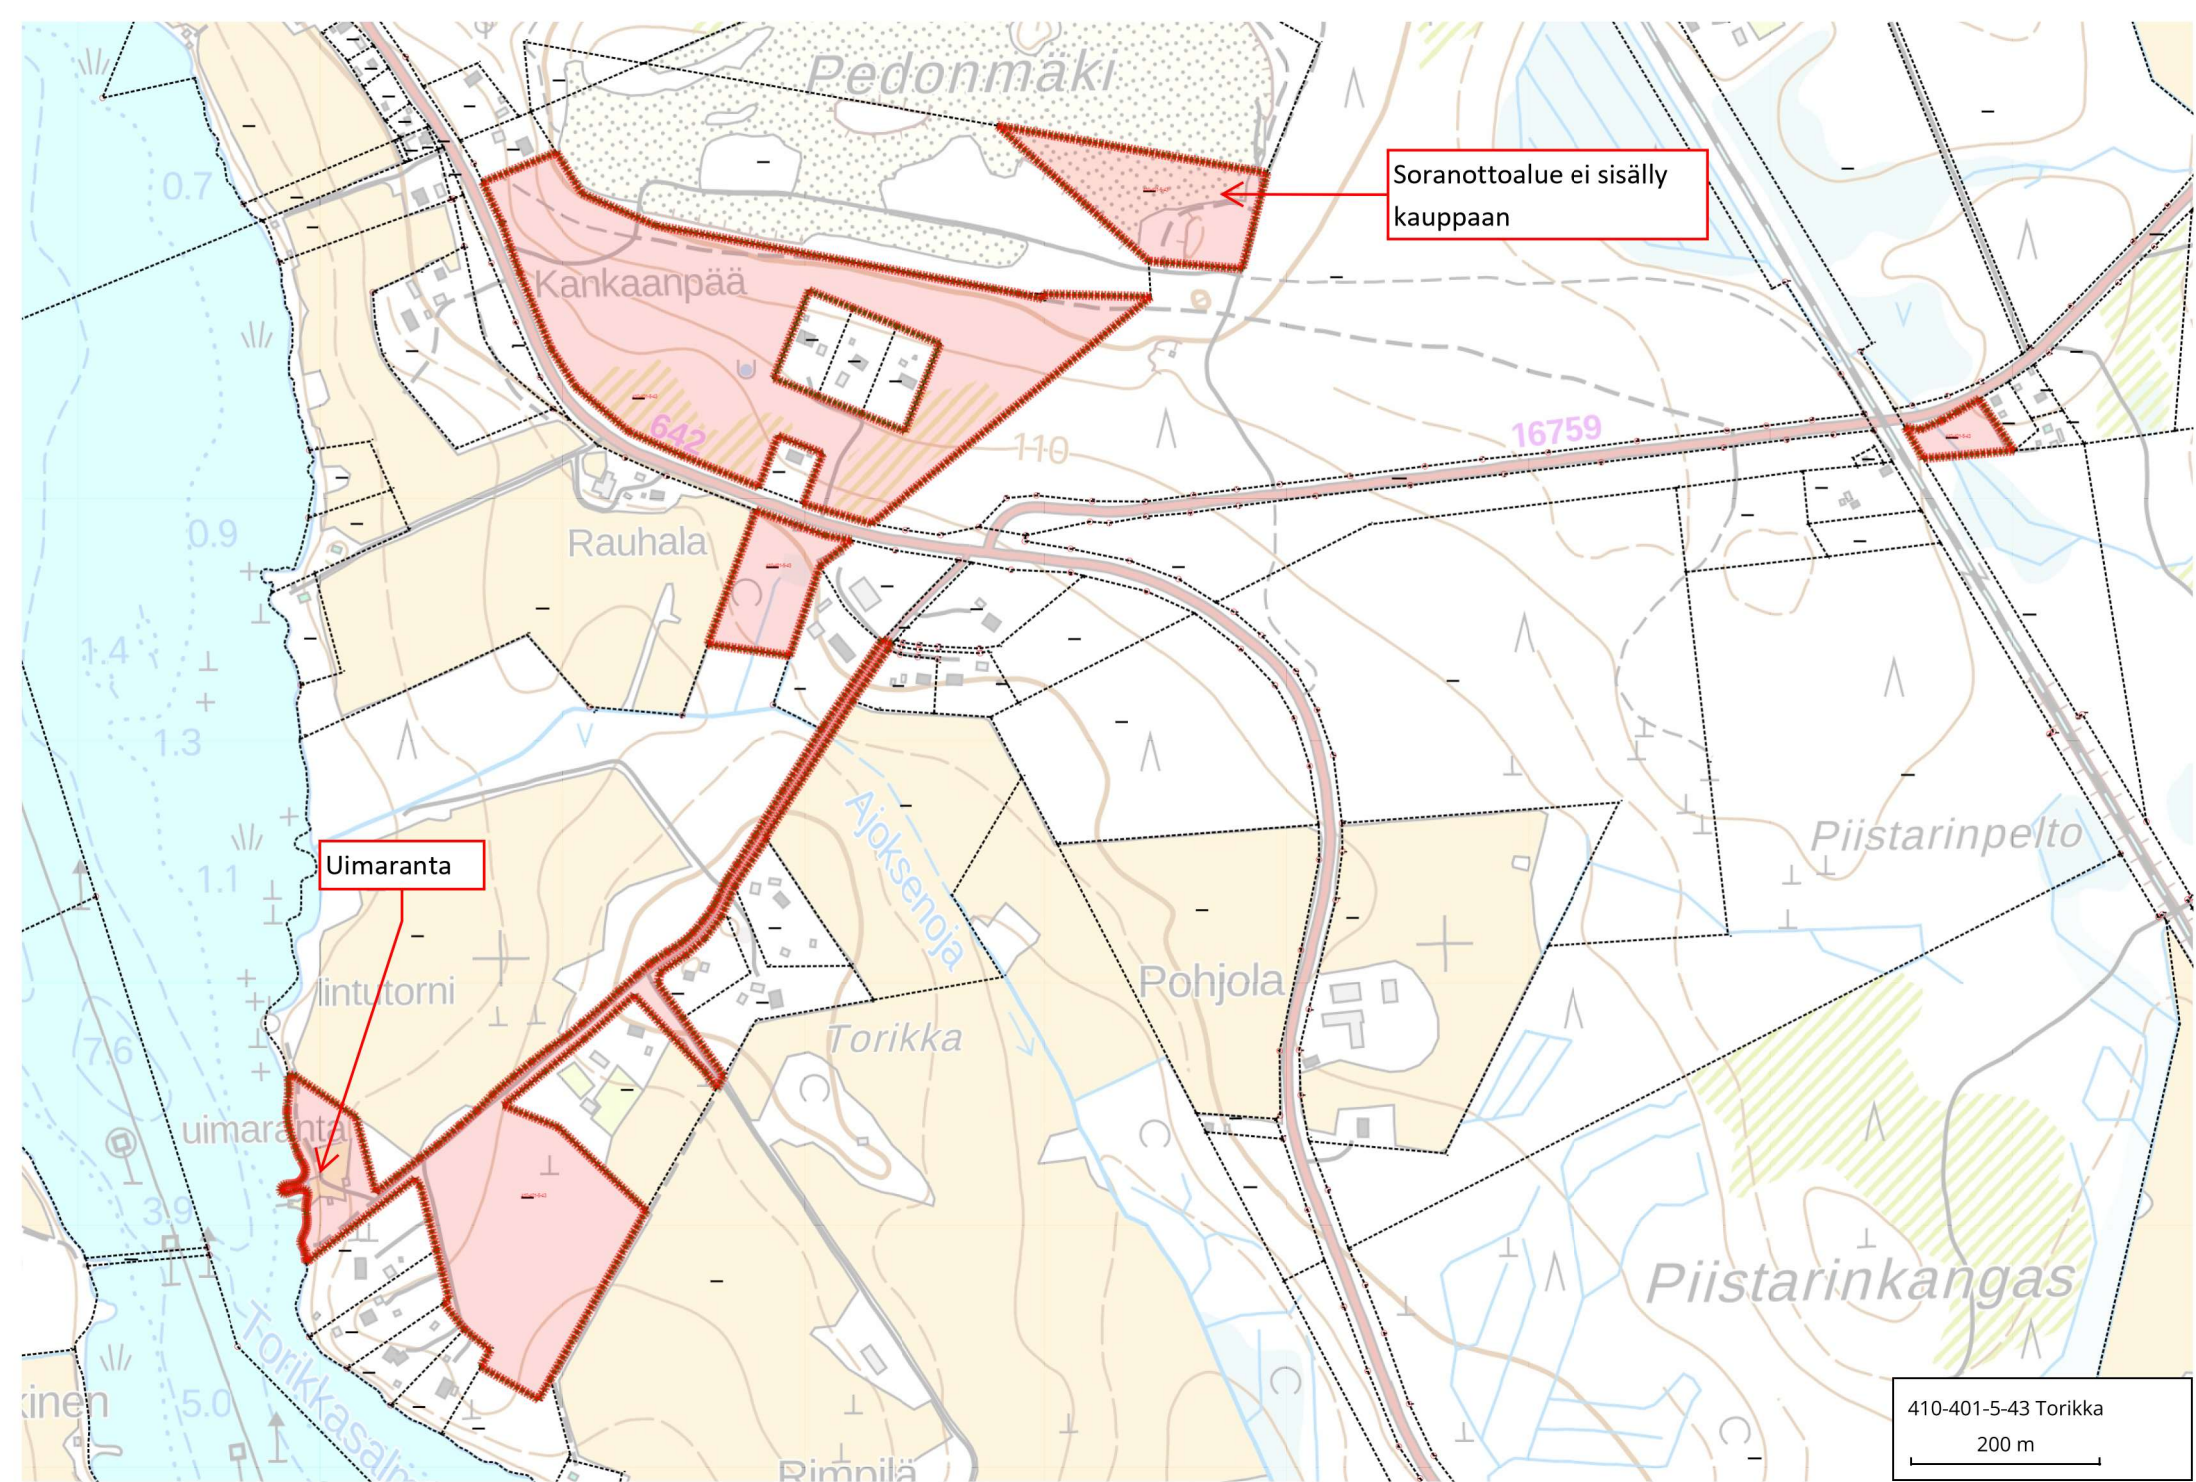 Pedonmäki
Soranottoalue ei sisälly
kauppaan
0.7
Kankaanpää
642
110
16759
0.9
Rauhala
1.4
1.3
Ajoksenoja
Piistarinpelto
Uimaranta
1.1
lintutorni
Pohjola
7.6
Torikka
uimaranta
3.9
Piistarinkangas
Torikkasalm
kinen
5.0
410-401-5-43 Torikka
200 m
Rimpilä